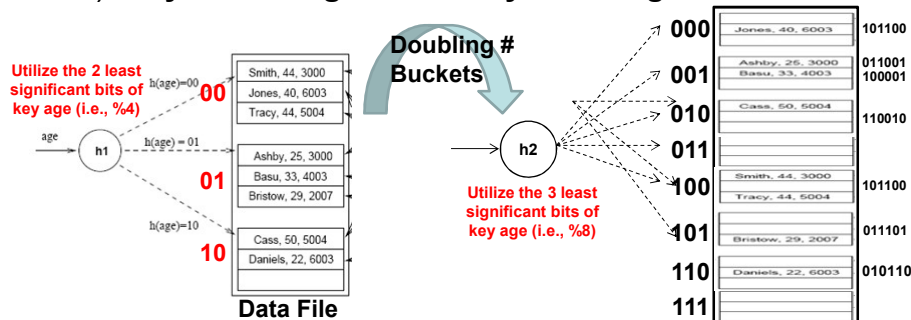 Doubling #
Buckets
Utilize the 2 least
significant bits of
key age (i.e., %4)
age
h1
h(age)=00
h(age) = 01
h(age)=10
00
Smith, 44, 3000
Jones, 40, 6003
Tracy, 44, 5004
01
Ashby, 25, 3000
Basu, 33, 4003
Bristow, 29, 2007
10
Cass, 50, 5004
Daniels, 22, 6003
Data File
h2
Utilize the 3 least
significant bits of
key age (i.e., %8)
000
Jones, 40, 6003
101100
001
Ashby, 25, 3000
Basu, 33, 4003
011001
100001
010
Cass, 50, 5004
110010
011
100
Smith, 44, 3000
Tracy, 44, 5004
101100
101
Bristow, 29, 2007
011101
110
Daniels, 22, 6003
010110
111